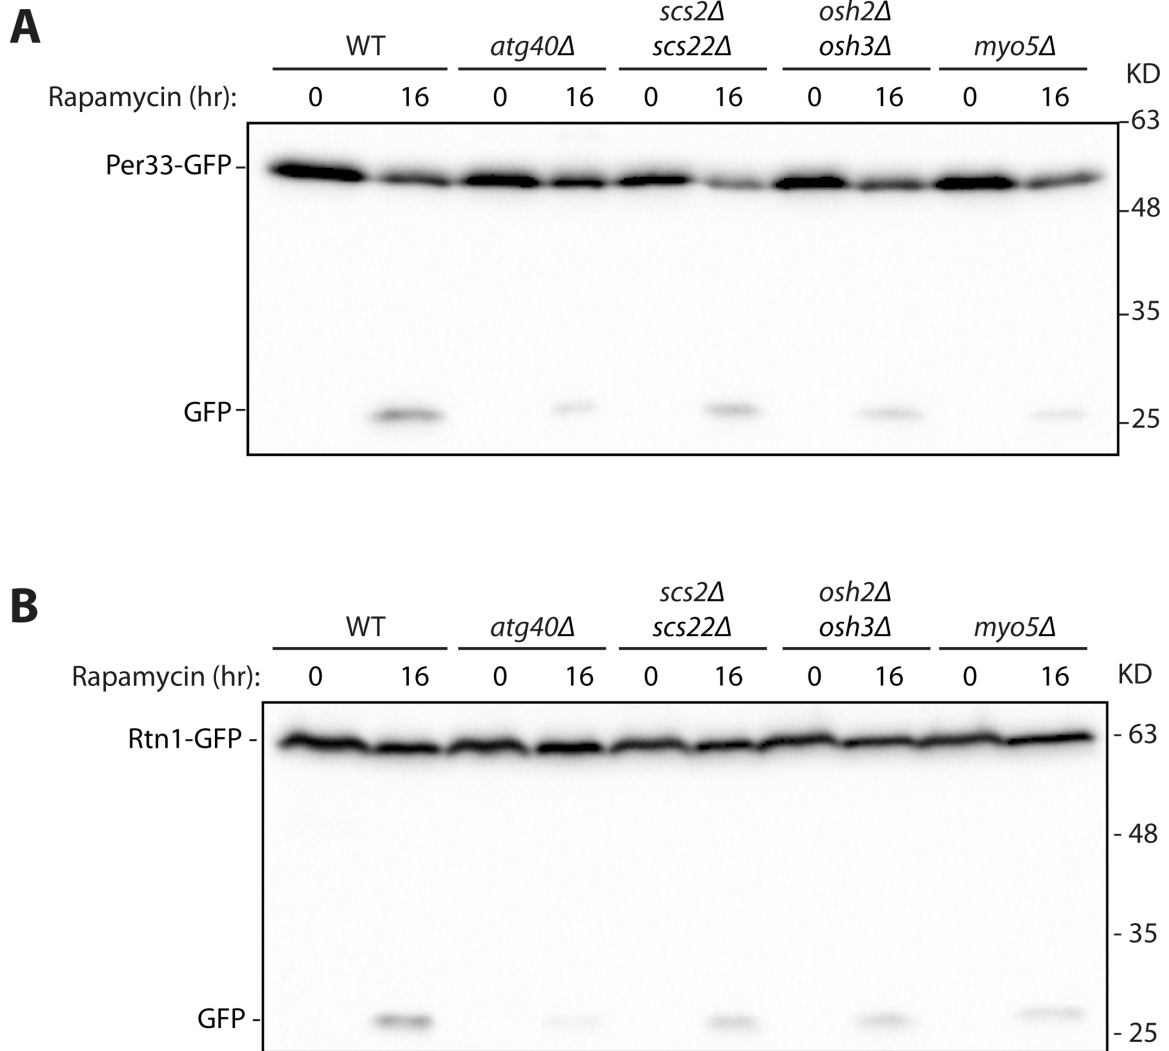 A
scs2Δ osh2Δ
WT atg40Δ scs22Δ osh3Δ myo5Δ
KD
Rapamycin (hr): 0 16 0 16 0 16 0 16 0 16
63
Per33-GFP-
-48
-35
GFP-
-25
B
scs2Δ osh2Δ
WT atg40Δ scs22Δ osh3Δ myo5Δ
Rapamycin (hr): 0 16 0 16 0 16 0 16 0 16 KD
Rtn1-GFP - - 63
- 48
- 35
GFP -
- 25